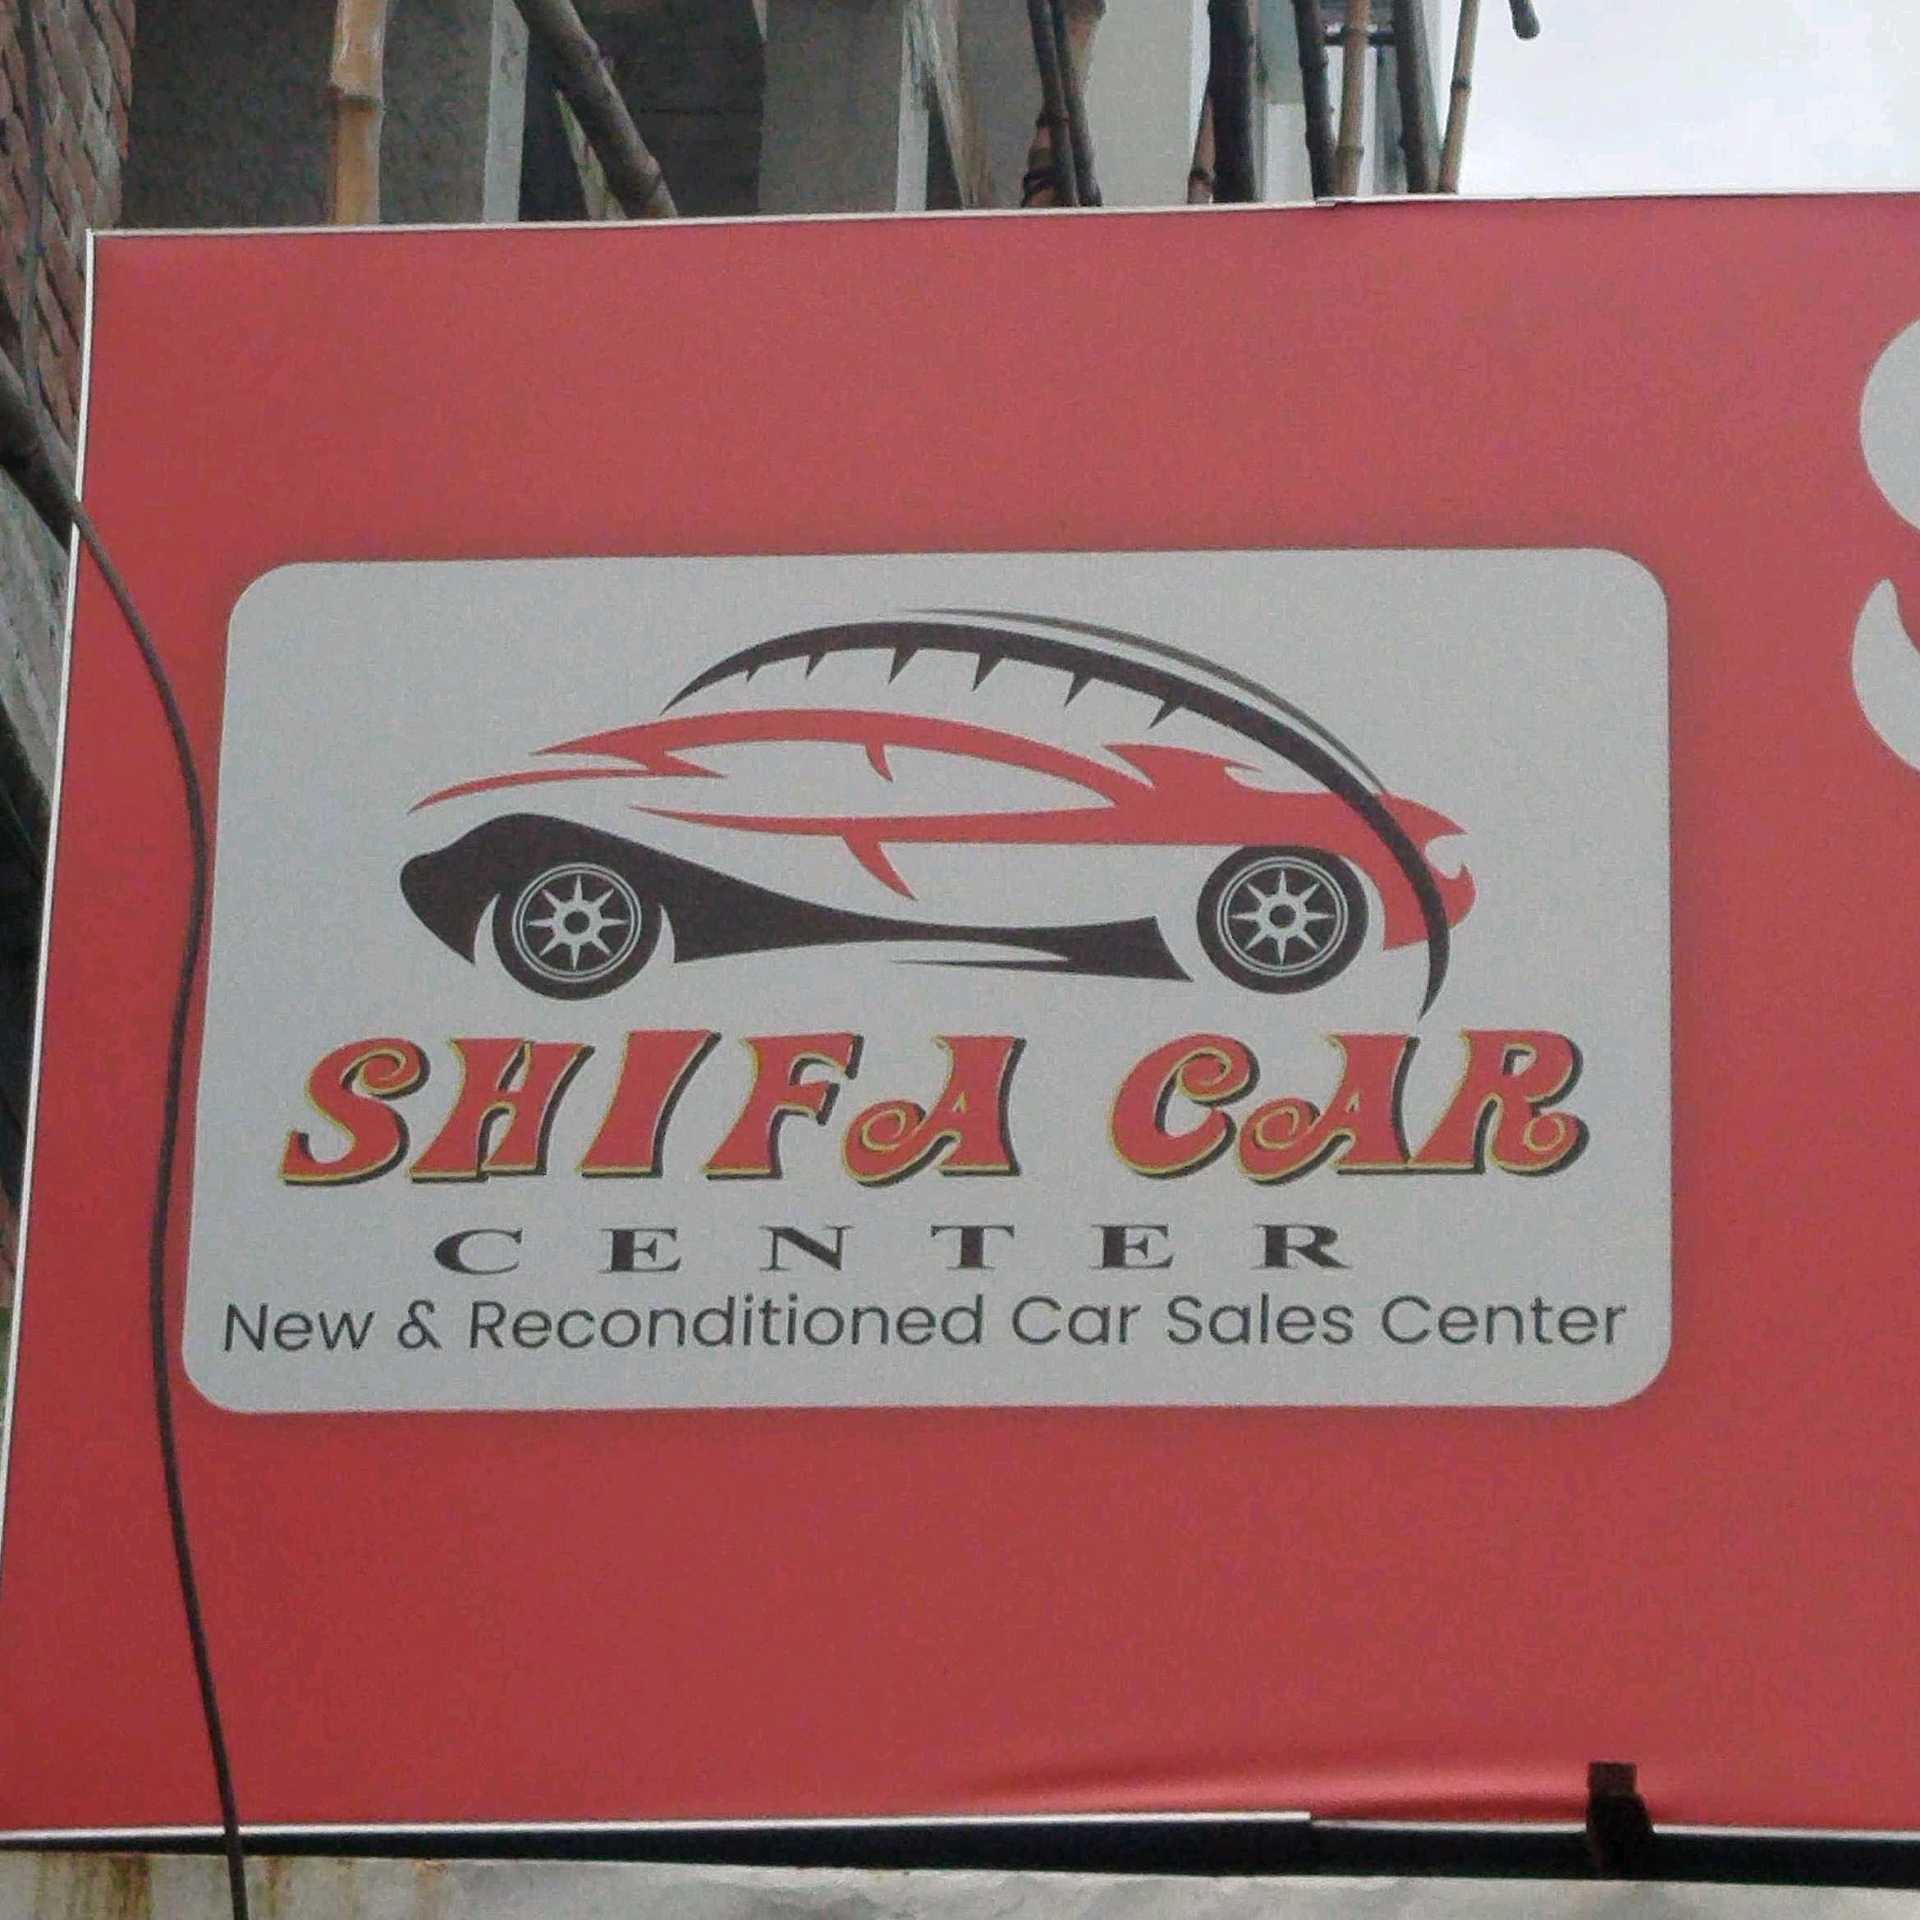 SHIFA CAR
CENTER
New & Reconditioned Car Sales Center